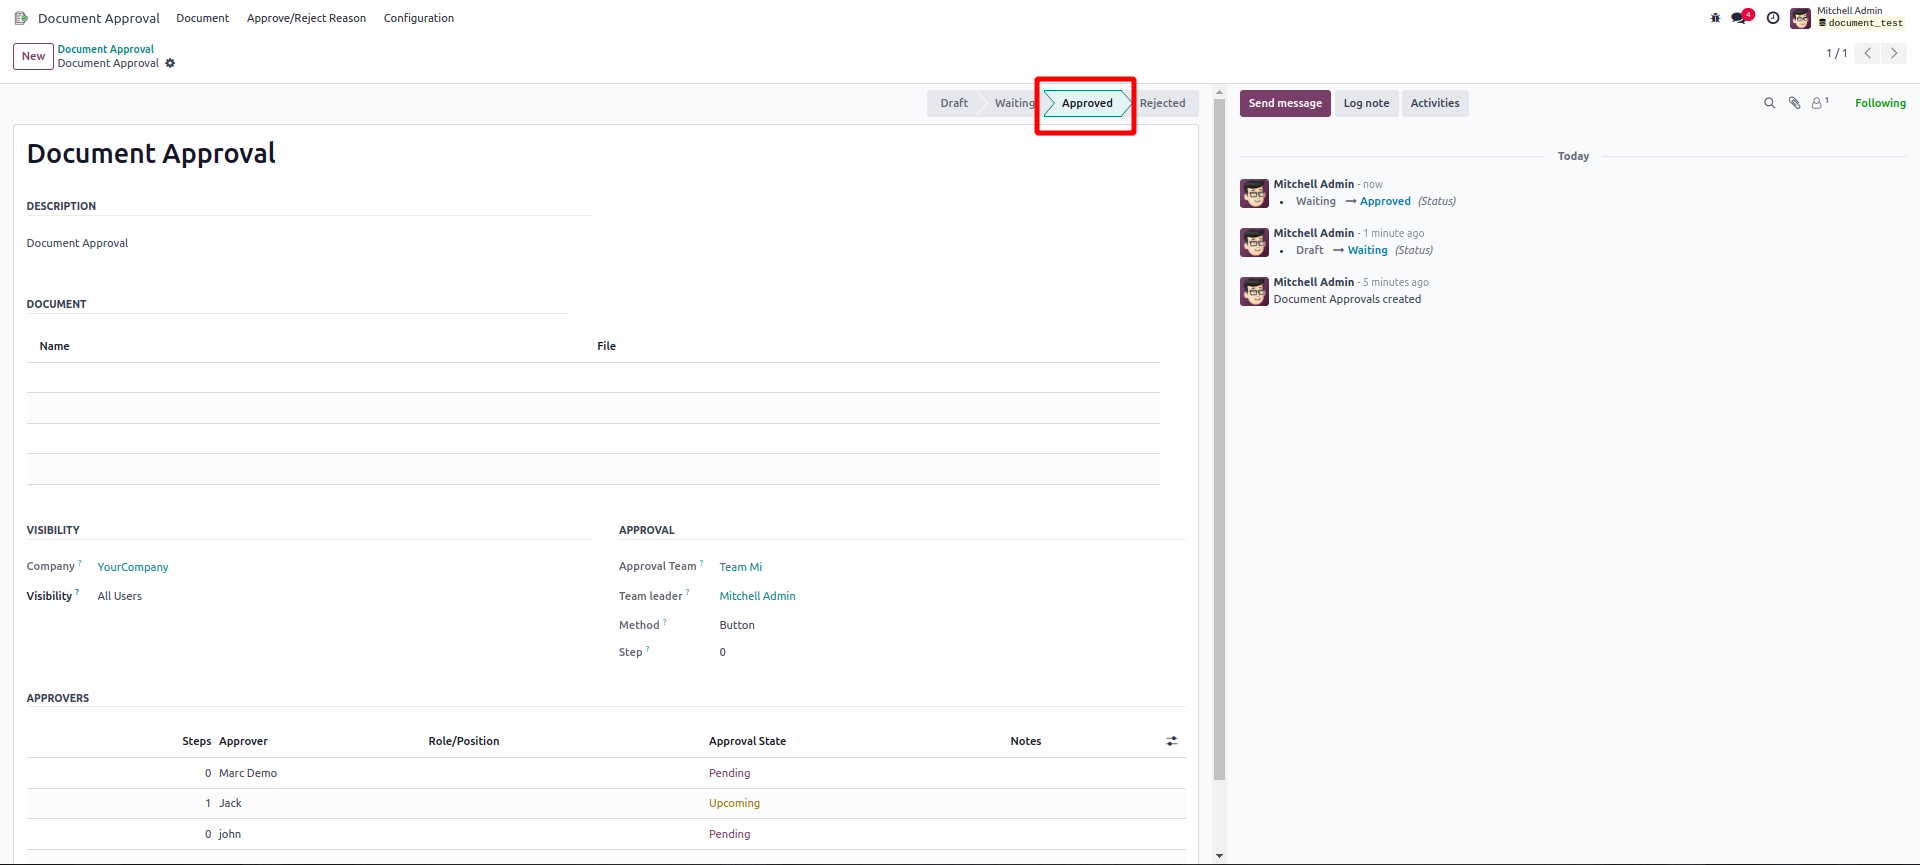 Document Approval Document Approve/Reject Reason Configuration
4 Mitchell Admin
document_test
New Document Approval
Document Approval
1 / 1
Draft Waiting Approved Rejected
Send message Log note Activities 1 Following
Document Approval
Today
DESCRIPTION
Document Approval
Mitchell Admin - now
• Waiting → Approved (Status)
Mitchell Admin - 1 minute ago
• Draft → Waiting (Status)
Mitchell Admin - 5 minutes ago
Document Approvals created
DOCUMENT
Name File
VISIBILITY
Company ? YourCompany
Visibility ? All Users
APPROVAL
Approval Team ? Team Mi
Team leader ? Mitchell Admin
Method ? Button
Step ? 0
APPROVERS
Steps Approver Role/Position Approval State Notes
0 Marc Demo Pending
1 Jack Upcoming
0 john Pending